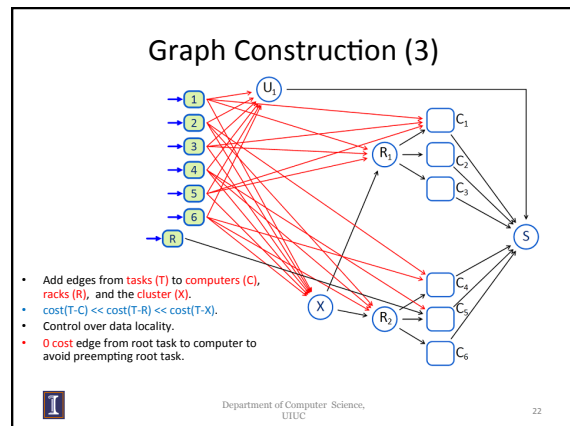 Graph Construction (3)
U1
1
2
3
4
5
6
R
C1
R1
C2
C3
S
X
R2
C4
C5
C6
• Add edges from tasks (T) to computers (C),
racks (R), and the cluster (X).
• cost(T-C) << cost(T-R) << cost(T-X).
• Control over data locality.
• 0 cost edge from root task to computer to
avoid preempting root task.
I
Department of Computer Science,
UIUC
22